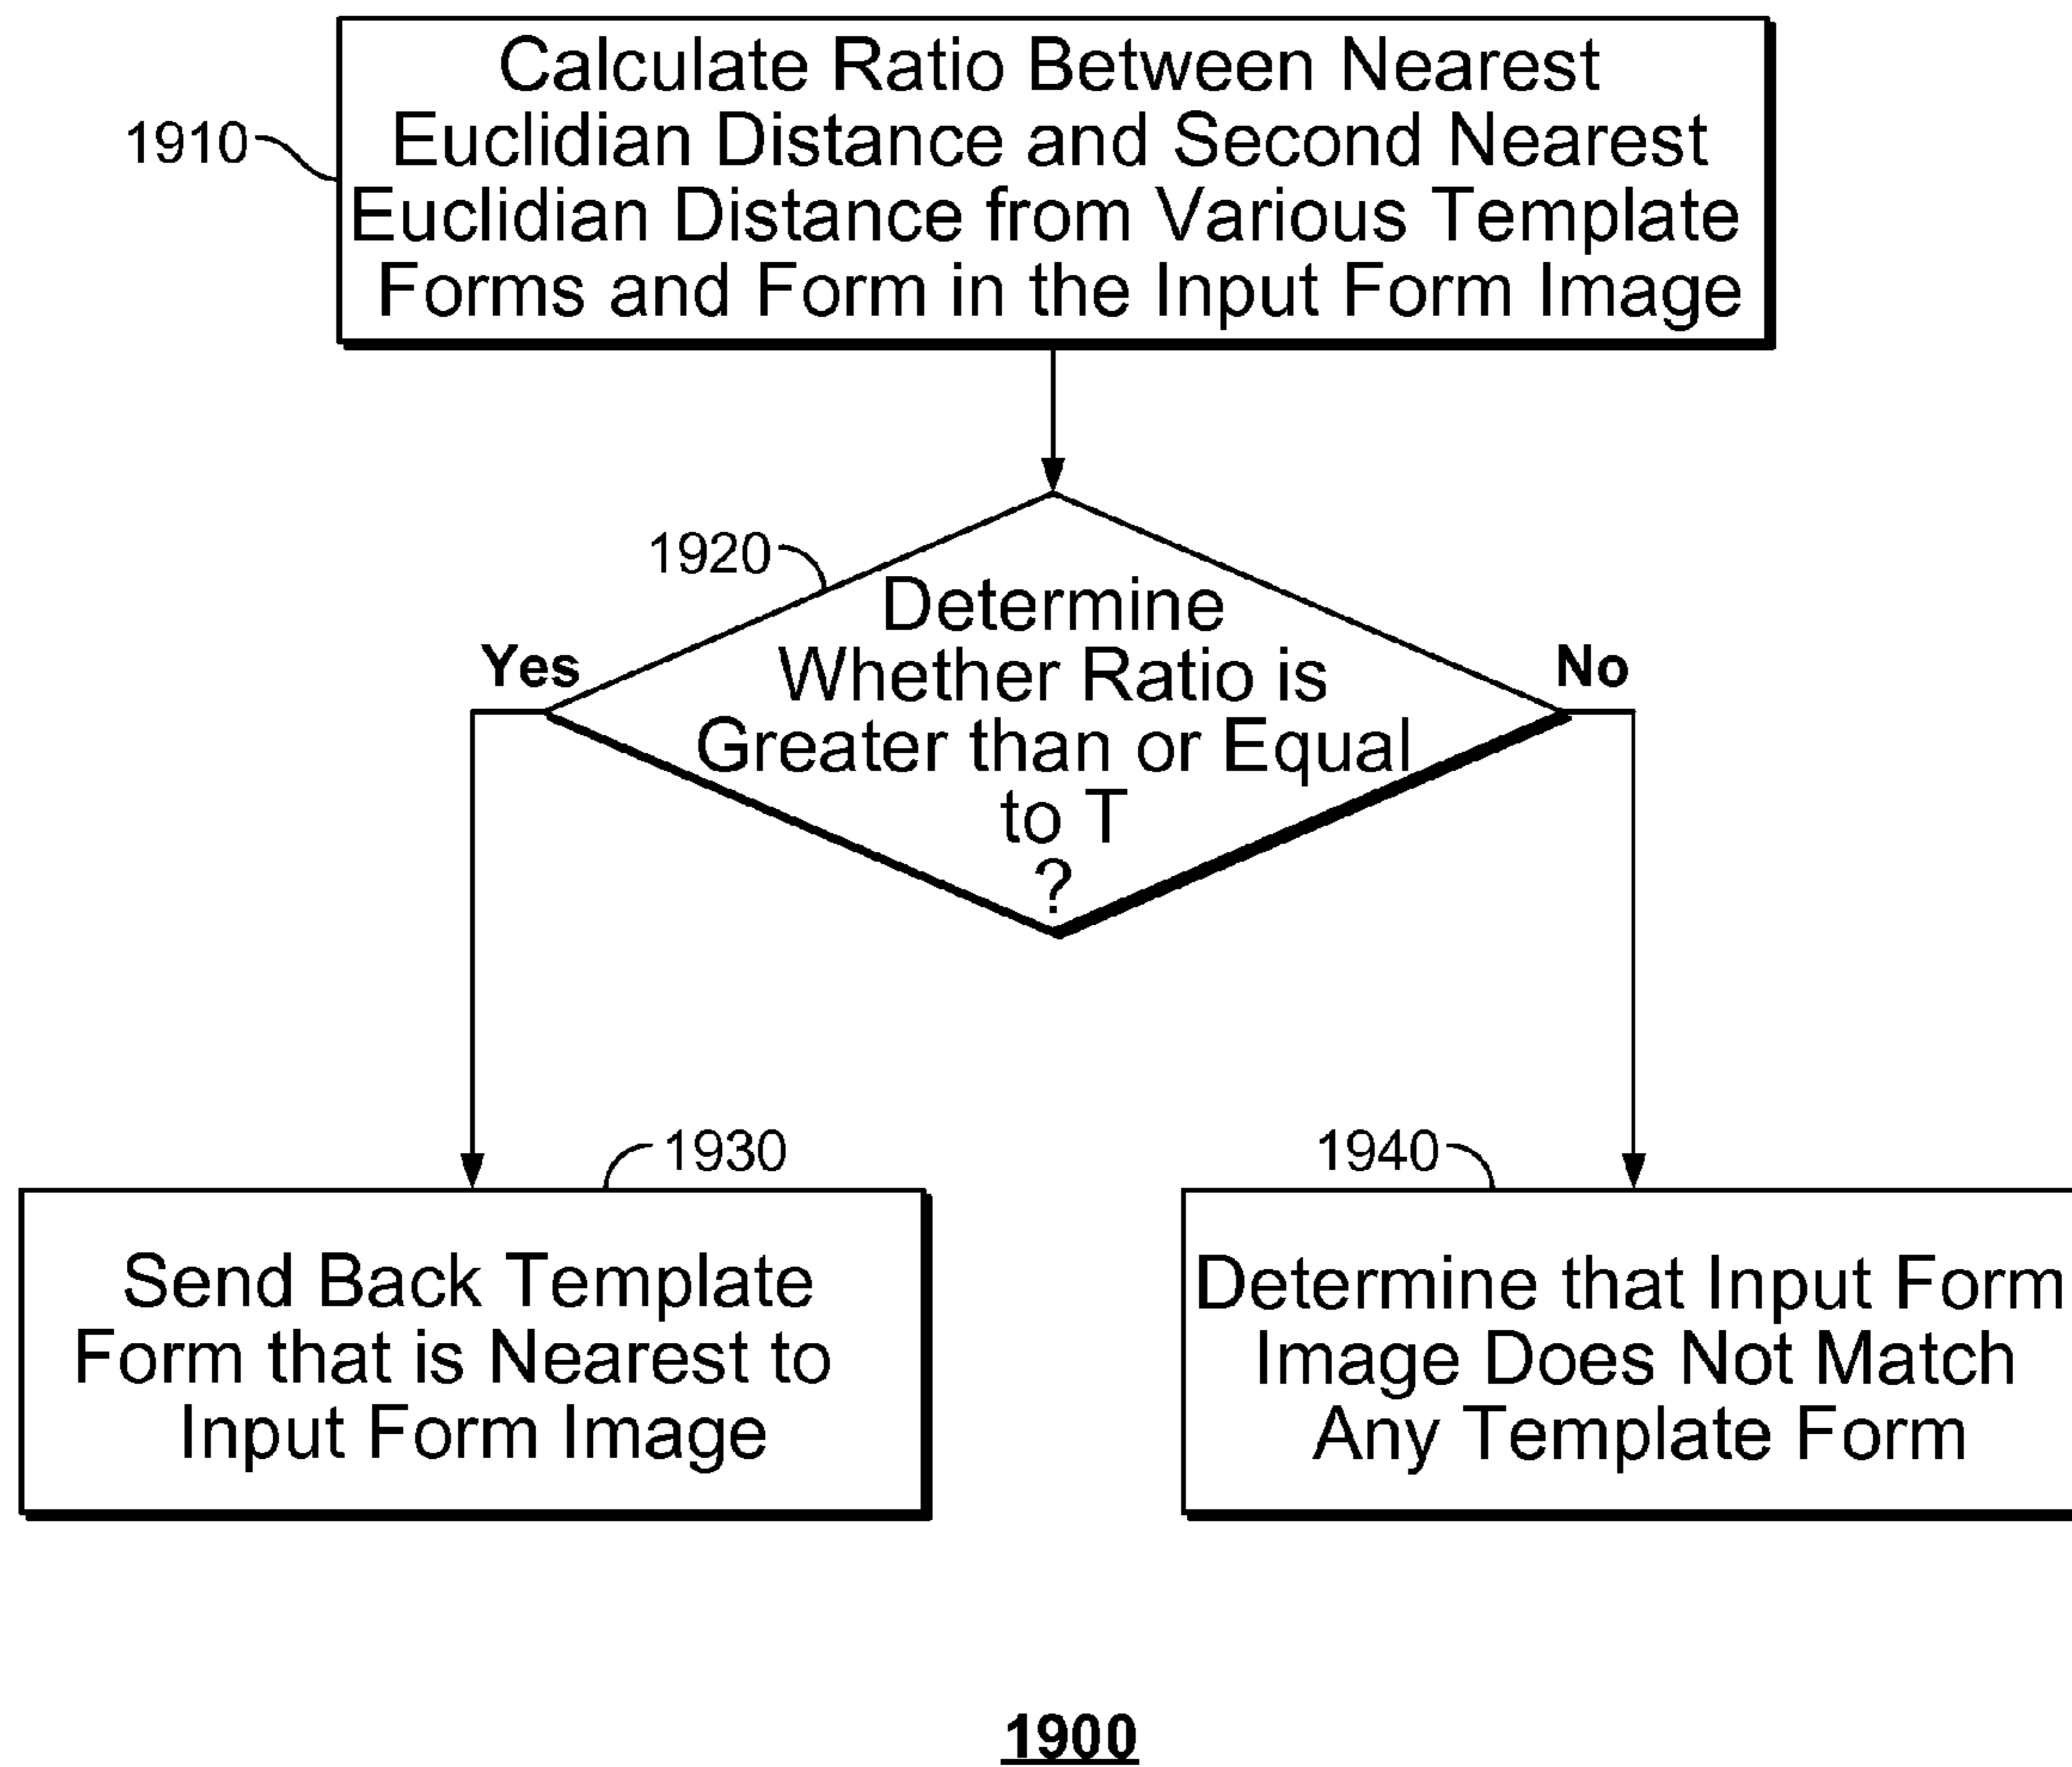 Calculate Ratio Between Nearest
Euclidian Distance and Second Nearest
Euclidian Distance from Various Template
Forms and Form in the Input Form Image
1910
1920
Determine
Whether Ratio is
Greater than or Equal
to T
?
Yes
No
1930
1940
Send Back Template
Form that is Nearest to
Input Form Image
Determine that Input Form
Image Does Not Match
Any Template Form
1900